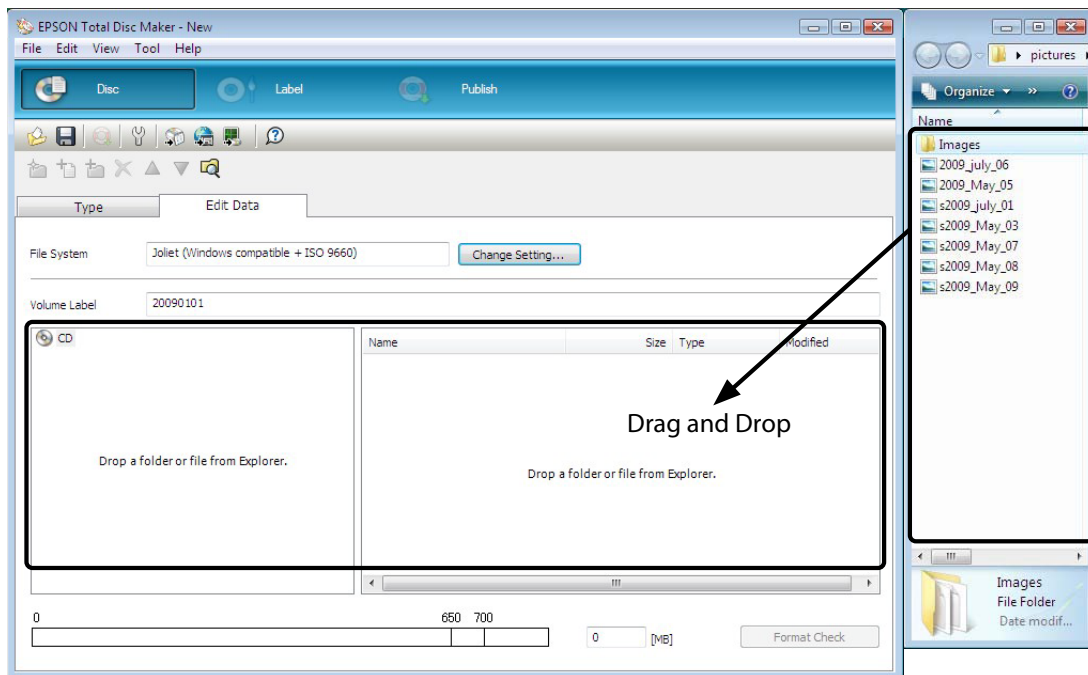 EPSON Total Disc Maker - New
File Edit View Tool Help
Disc Label Publish
Type Edit Data
File System Joliet (Windows compatible + ISO 9660) Change Setting...
Volume Label 20090101
CD
Drop a folder or file from Explorer.
Name Size Type Modified
Drag and Drop
Drop a folder or file from Explorer.
0 650 700
0 [MB] Format Check
pictures
Organize
Name
Images
2009_july_06
2009_May_05
s2009_july_01
s2009_May_03
s2009_May_07
s2009_May_08
s2009_May_09
Images
File Folder
Date modif...